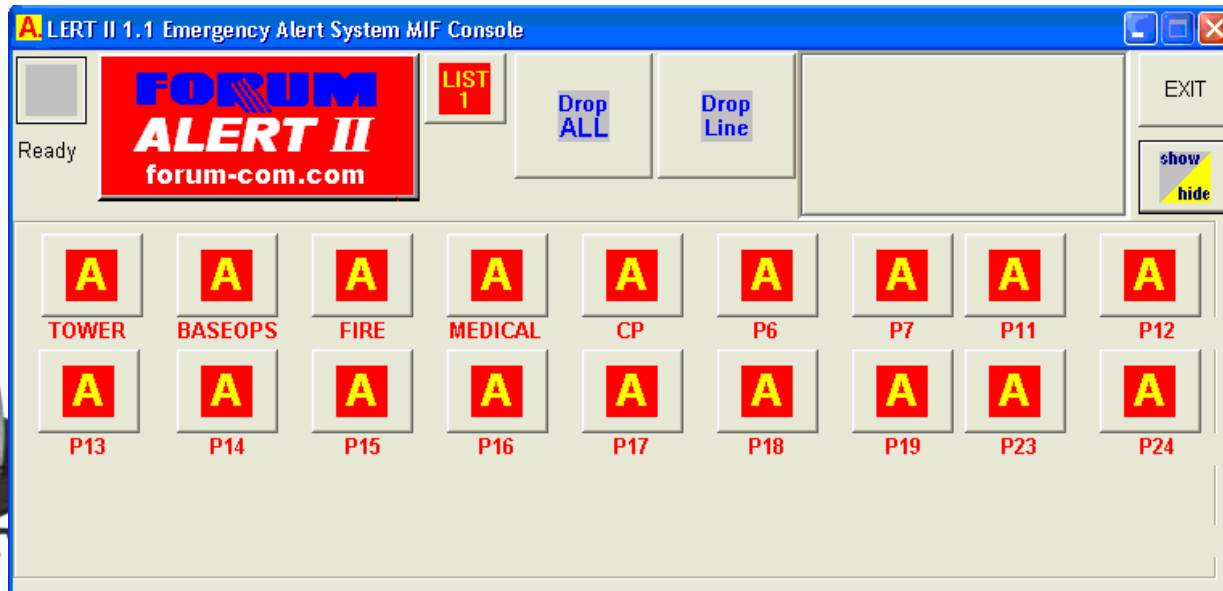 A. LERT II 1.1 Emergency Alert System MIF Console
FORUM
ALERT II
forum-com.com
Ready
LIST
1
Drop
ALL
Drop
Line
EXIT
show
hide
A A A A A A A A A
TOWER BASEOPS FIRE MEDICAL CP P6 P7 P11 P12
A A A A A A A A A
P13 P14 P15 P16 P17 P18 P19 P23 P24